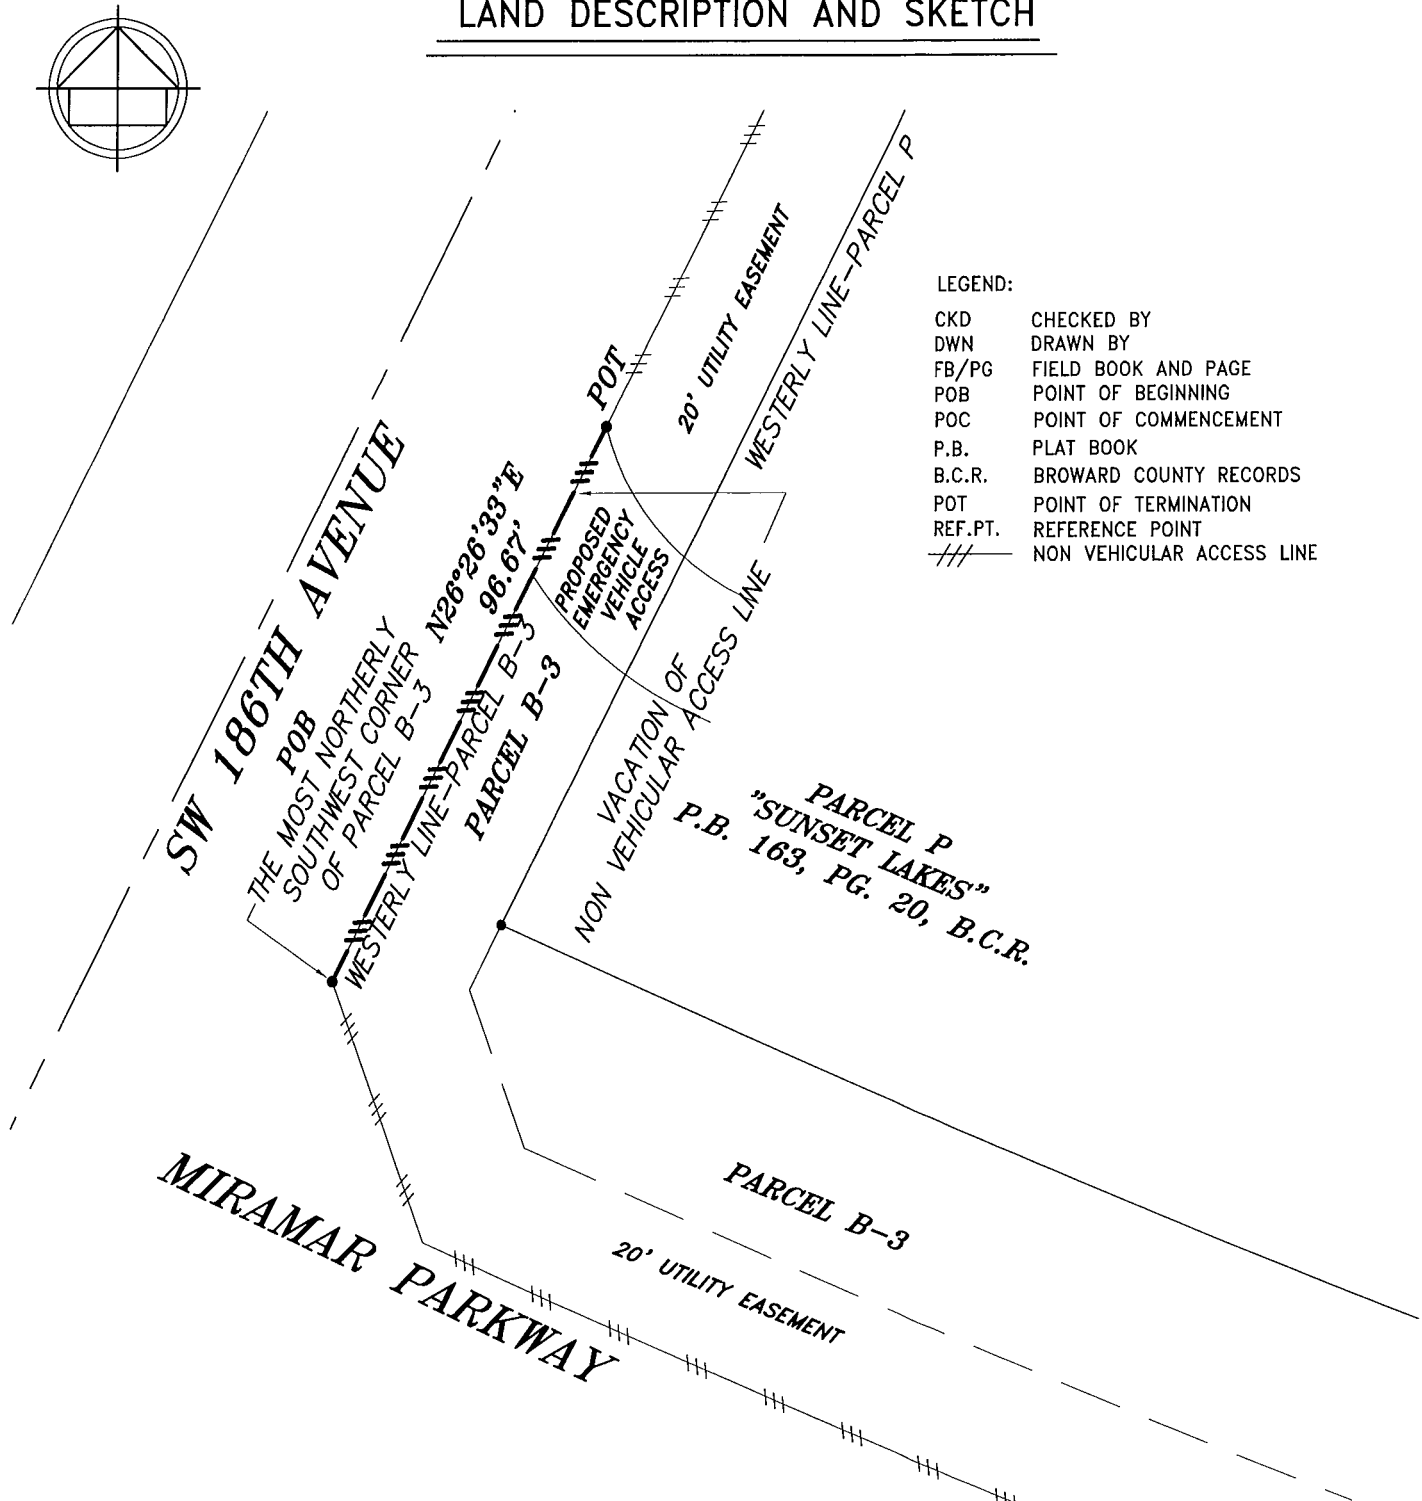 LAND DESCRIPTION AND SKETCH
LEGEND:
CKD CHECKED BY
DWN DRAWN BY
FB/PG FIELD BOOK AND PAGE
POB POINT OF BEGINNING
POC POINT OF COMMENCEMENT
P.B. PLAT BOOK
B.C.R. BROWARD COUNTY RECORDS
POT POINT OF TERMINATION
REF.PT. REFERENCE POINT
NON VEHICULAR ACCESS LINE
SW 186TH AVENUE
POB
THE MOST NORTHERLY
SOUTHWEST CORNER
OF PARCEL B-3
N26°26'33"E
96.67'
POT
20' UTILITY EASEMENT
WESTERLY LINE-PARCEL P
PROPOSED
EMERGENCY
VEHICLE
ACCESS
WESTERLY LINE-PARCEL B-3
PARCEL B-3
VACATION OF
NON VEHICULAR ACCESS LINE
PARCEL P
"SUNSET LAKES"
P.B. 163, PG. 20, B.C.R.
PARCEL B-3
20' UTILITY EASEMENT
MIRAMAR PARKWAY